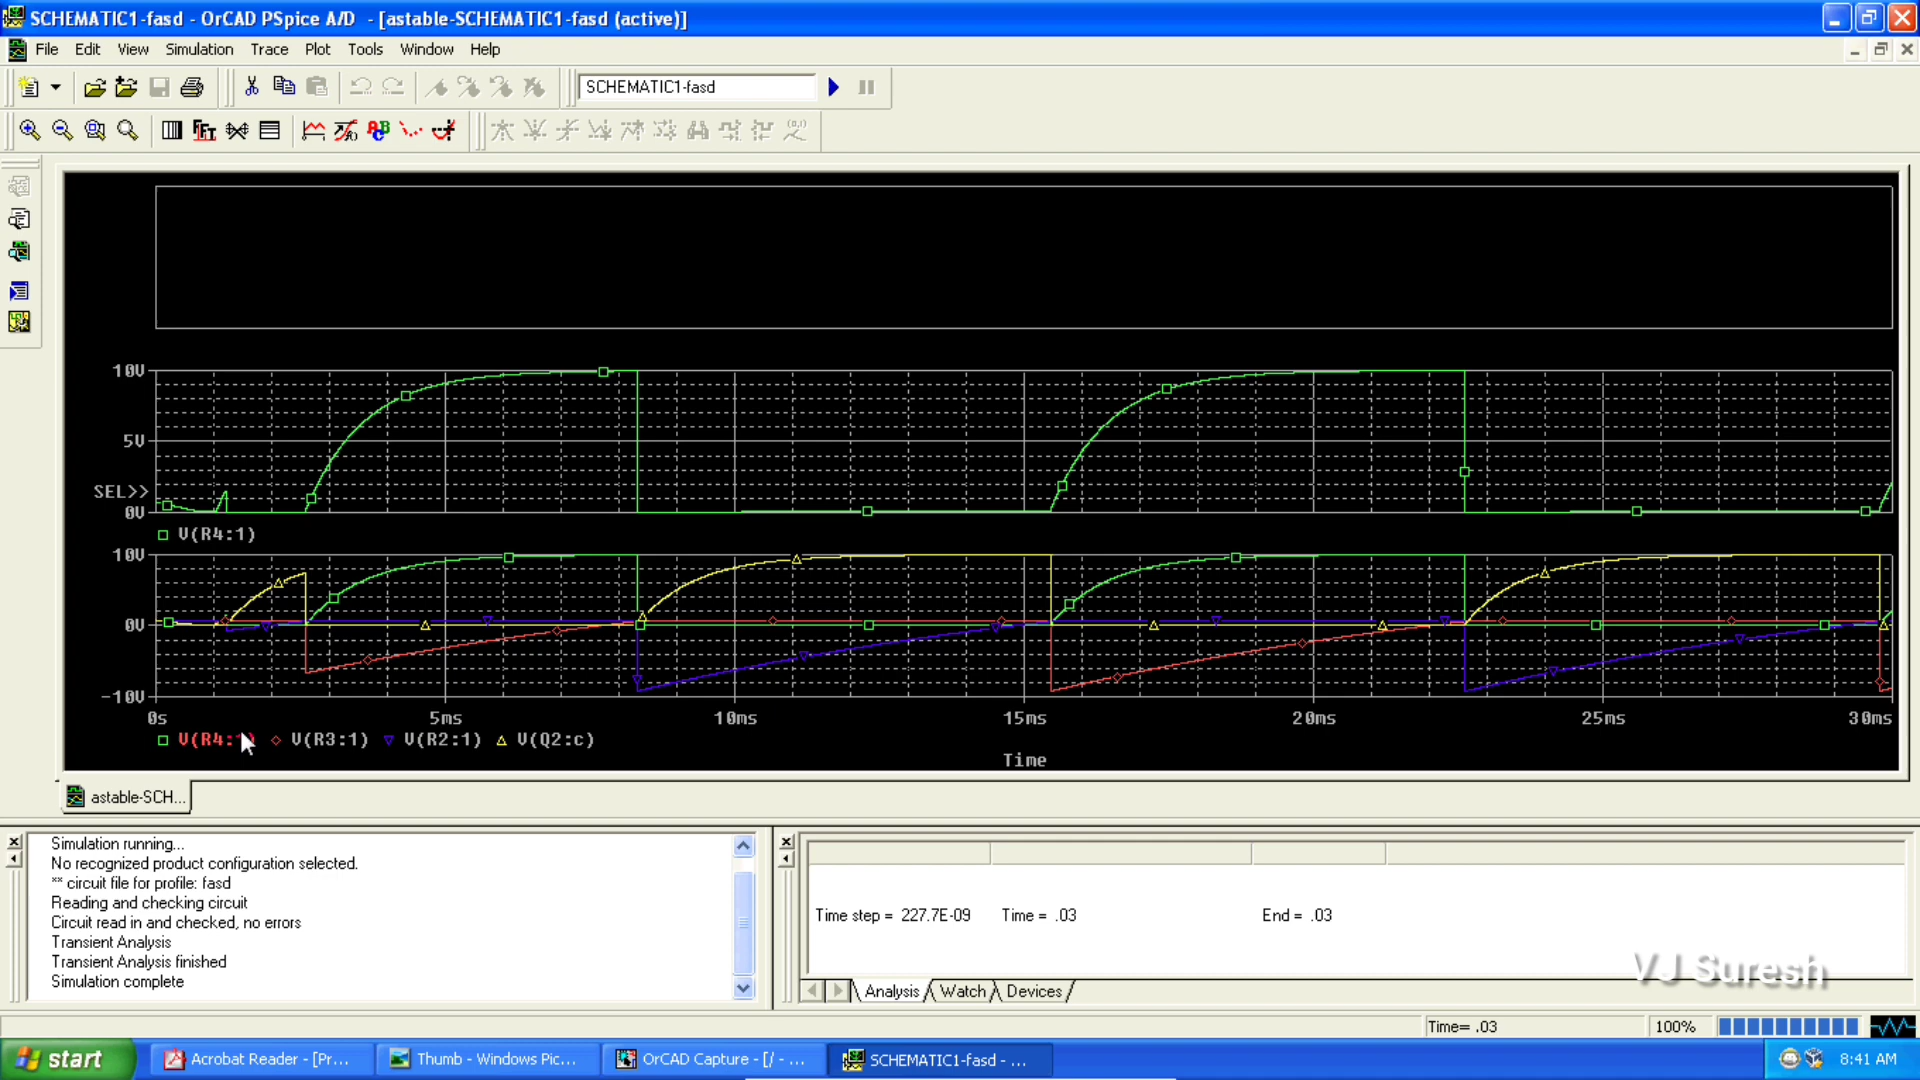 SCHEMATIC1-fasd - OrCAD PSpice A/D - [astable-SCHEMATIC1-fasd (active)]
File Edit View Simulation Trace Plot Tools Window Help
SCHEMATIC1-fasd
10V
5V
SEL>>
0V
V(R4:1)
10V
0V
-10V
0s 5ms 10ms 15ms 20ms 25ms 30ms
V(R4:1) V(R3:1) V(R2:1) V(Q2:c)
Time
astable-SCH...
Simulation running...
No recognized product configuration selected.
** circuit file for profile: fasd
Reading and checking circuit
Circuit read in and checked, no errors
Transient Analysis
Transient Analysis finished
Simulation complete
Time step = 227.7E-09 Time = .03 End = .03
VJ Suresh
Analysis Watch Devices
Time= .03 100%
start Acrobat Reader - [Pr... Thumb - Windows Pic... OrCAD Capture - [/ - ... SCHEMATIC1-fasd - ... 8:41 AM